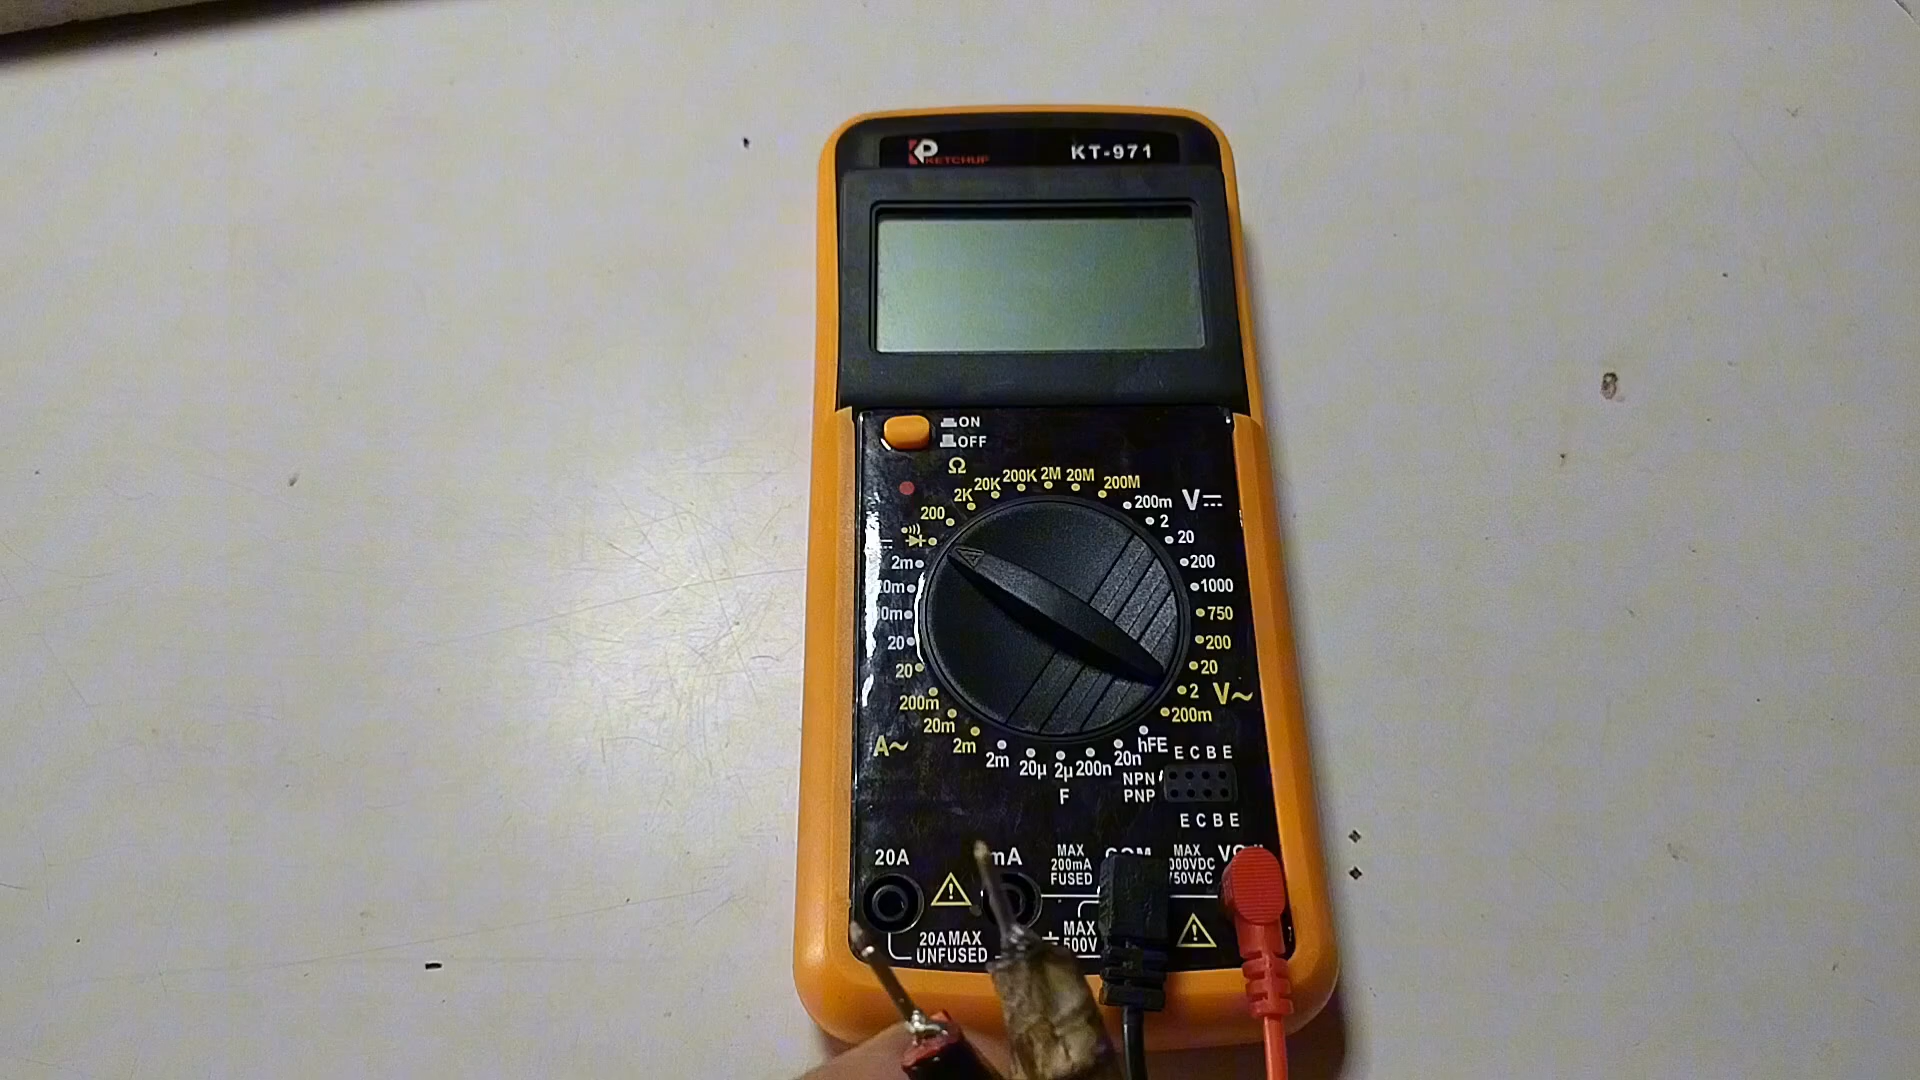 KETCHUP KT-971
ON
OFF
Ω
200 2K 20K 200K 2M 20M 200M
200m V
2
20
200
1000
750
200
20
2 V~
200m
2m
20
20
200m
20m
A~ 2m
2m 20µ 2µ 200n 20n hFE
F
E C B E
NPN
PNP
E C B E
20A
mA
MAX
200mA
FUSED
MAX
750VAC
20A MAX
UNFUSED
MAX
500V